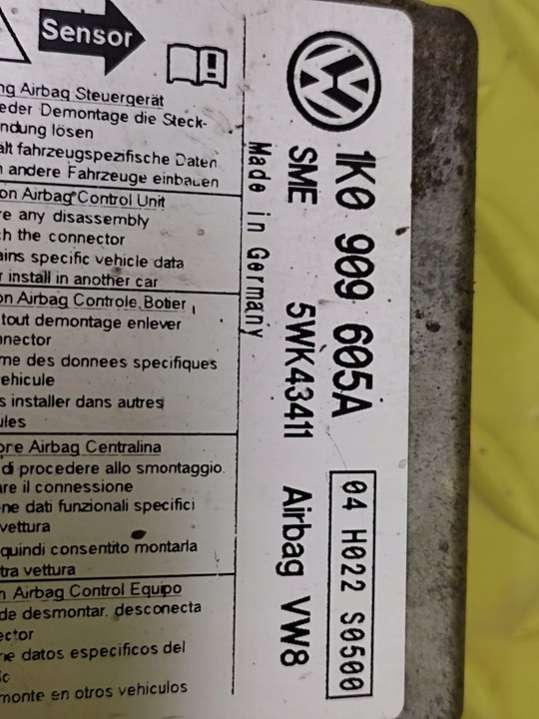 Sensor
Airbag Steuergerät
eder Demontage die Steck-
ndung lösen
alt fahrzeugspezifische Daten
andere Fahrzeuge einbauen
on Airbag Control Unit
re any disassembly
ch the connector
ains specific vehicle data
r install in another car
on Airbag Controle Botier
tout demontage enlever
nnector
me des donnees specifiques
ehicule
s installer dans autres
ules
ore Airbag Centralina
di procedere allo smontaggio.
are il connessione
ne dati funzionali specifici
vettura
quindi consentito montarla
tra vettura
n Airbag Control Equipo
de desmontar. desconecta
ector
ne datos especificos del
monte en otros vehiculos
1K0 909 605A
04 H022 S0500
SME 5WK43411 Airbag VW8
Made in Germany